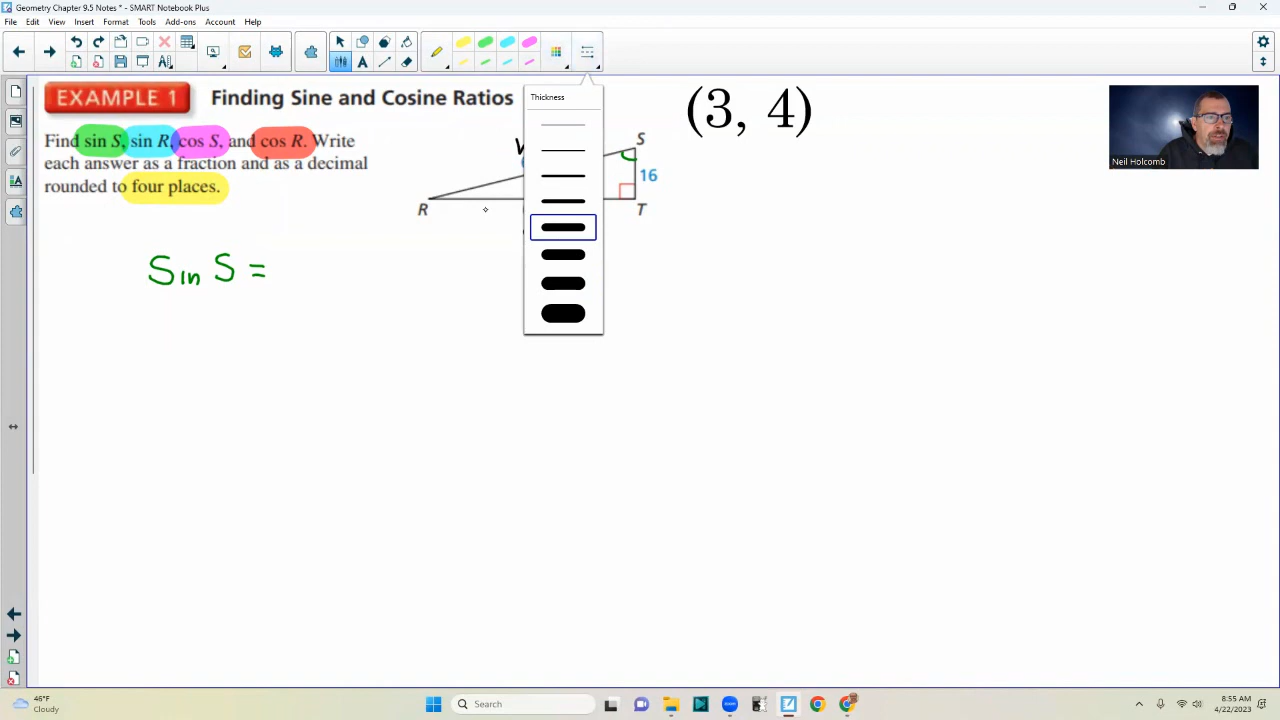 Geometry Chapter 9.5 Notes * - SMART Notebook Plus
File Edit View Insert Format Tools Add-ons Account Help
EXAMPLE 1 Finding Sine and Cosine Ratios
Find sin S, sin R, cos S, and cos R. Write
each answer as a fraction and as a decimal
rounded to four places.
Thickness
(3, 4)
S
16
R
T
Sin S =
Neil Holcomb
46°F
Cloudy
Search
8:55 AM
4/22/2023